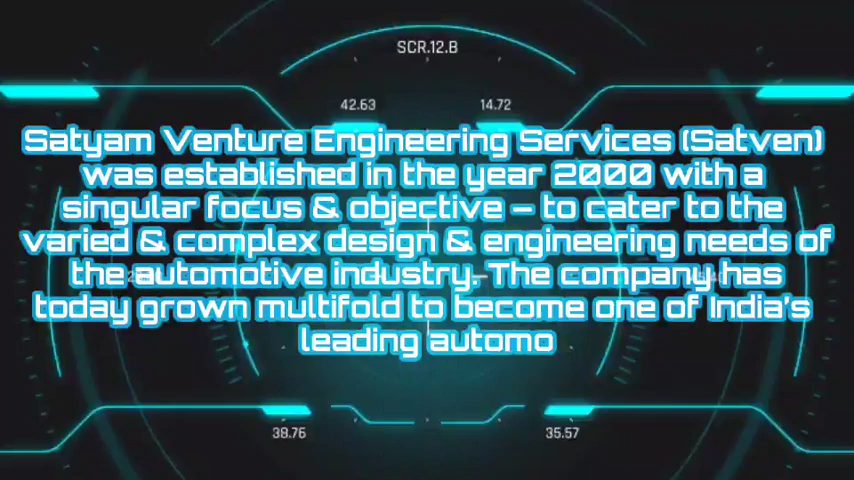 SCR.12.B
42.63 14.72
Satyam Venture Engineering Services (Satven)
was established in the year 2000 with a
singular focus & objective – to cater to the
varied & complex design & engineering needs of
the automotive industry. The company has
today grown multifold to become one of India's
leading automo
38.76 35.57